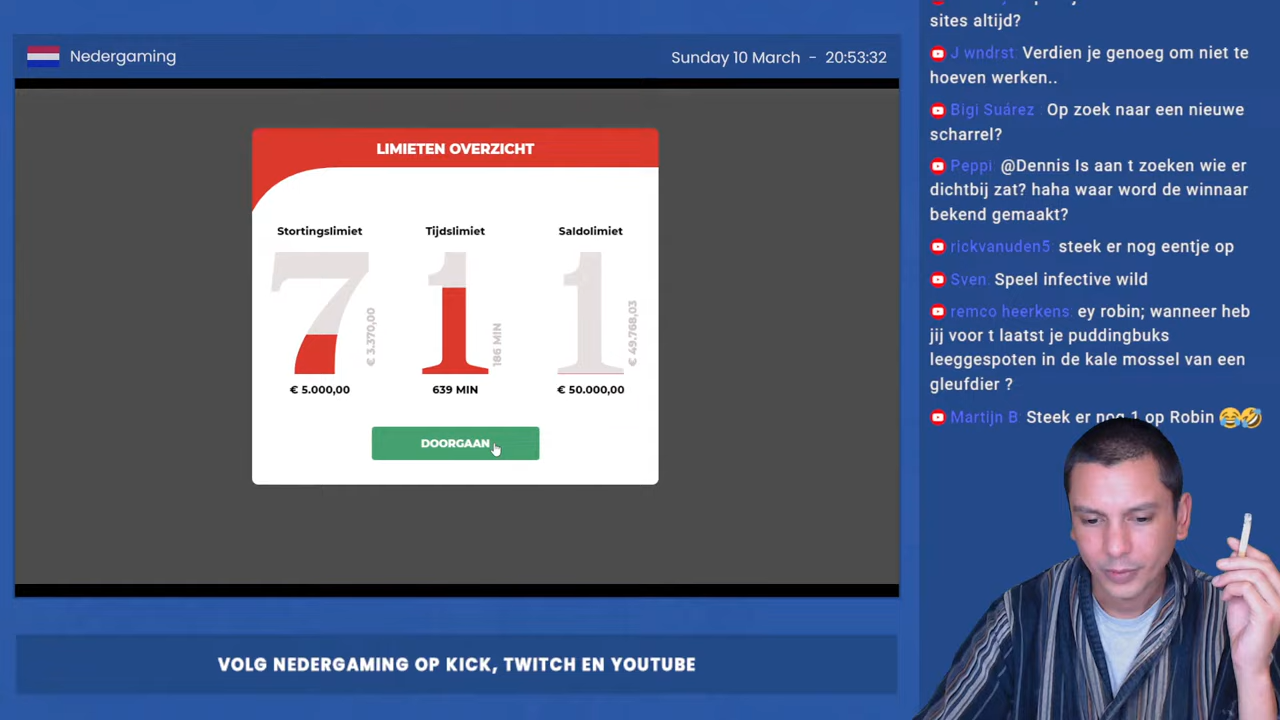 Nedergaming
Sunday 10 March - 20:53:32
LIMIETEN OVERZICHT
Stortingslimiet
7
€ 3.370,00
€ 5.000,00
Tijdslimiet
1
186 MIN
639 MIN
Saldolimiet
1
€ 49.768,03
€ 50.000,00
DOORGAAN
VOLG NEDERGAMING OP KICK, TWITCH EN YOUTUBE
sites altijd?
J wndrst: Verdien je genoeg om niet te
hoeven werken..
Bigi Suárez : Op zoek naar een nieuwe
scharrel?
Peppi: @Dennis Is aan t zoeken wie er
dichtbij zat? haha waar word de winnaar
bekend gemaakt?
rickvanuden5: steek er nog eentje op
Sven: Speel infective wild
remco heerkens: ey robin; wanneer heb
jij voor t laatst je puddingbuks
leeggespoten in de kale mossel van een
gleufdier ?
Martijn B: Steek er nog 1 op Robin 😂🤣